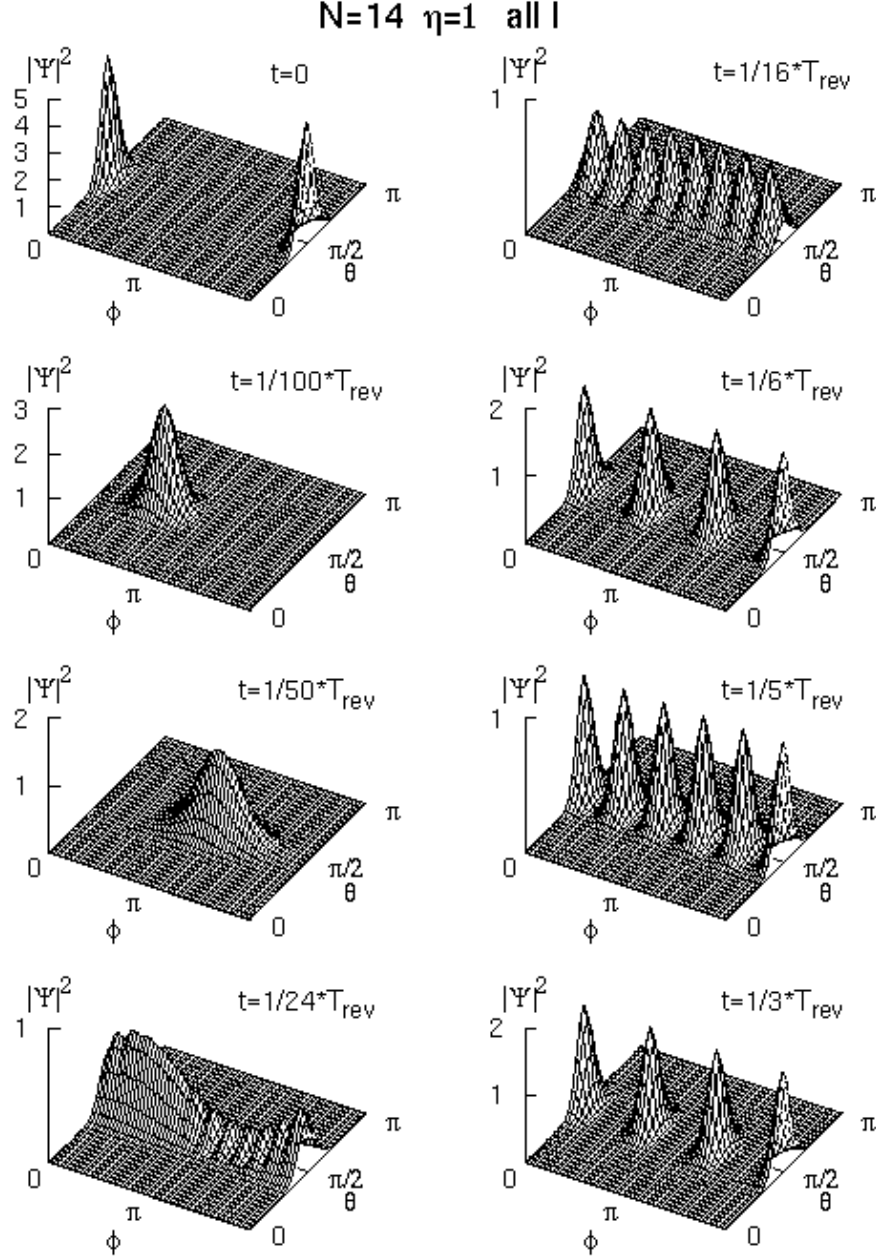 N=14 η=1 all l
|Ψ|² t=0
5
4
3
2
1
0
π
ϕ
0
π/2
θ
π
t=1/16*T_rev
1
0
π
ϕ
0
π/2
θ
π
|Ψ|² t=1/100*T_rev
3
2
1
0
π
ϕ
0
π/2
θ
π
|Ψ|² t=1/6*T_rev
2
1
0
π
ϕ
0
π/2
θ
π
|Ψ|² t=1/50*T_rev
2
1
0
π
ϕ
0
π/2
θ
π
|Ψ|² t=1/5*T_rev
1
0
π
ϕ
0
π/2
θ
π
|Ψ|² t=1/24*T_rev
1
0
π
ϕ
0
π/2
θ
π
|Ψ|² t=1/3*T_rev
2
1
0
π
ϕ
0
π/2
θ
π